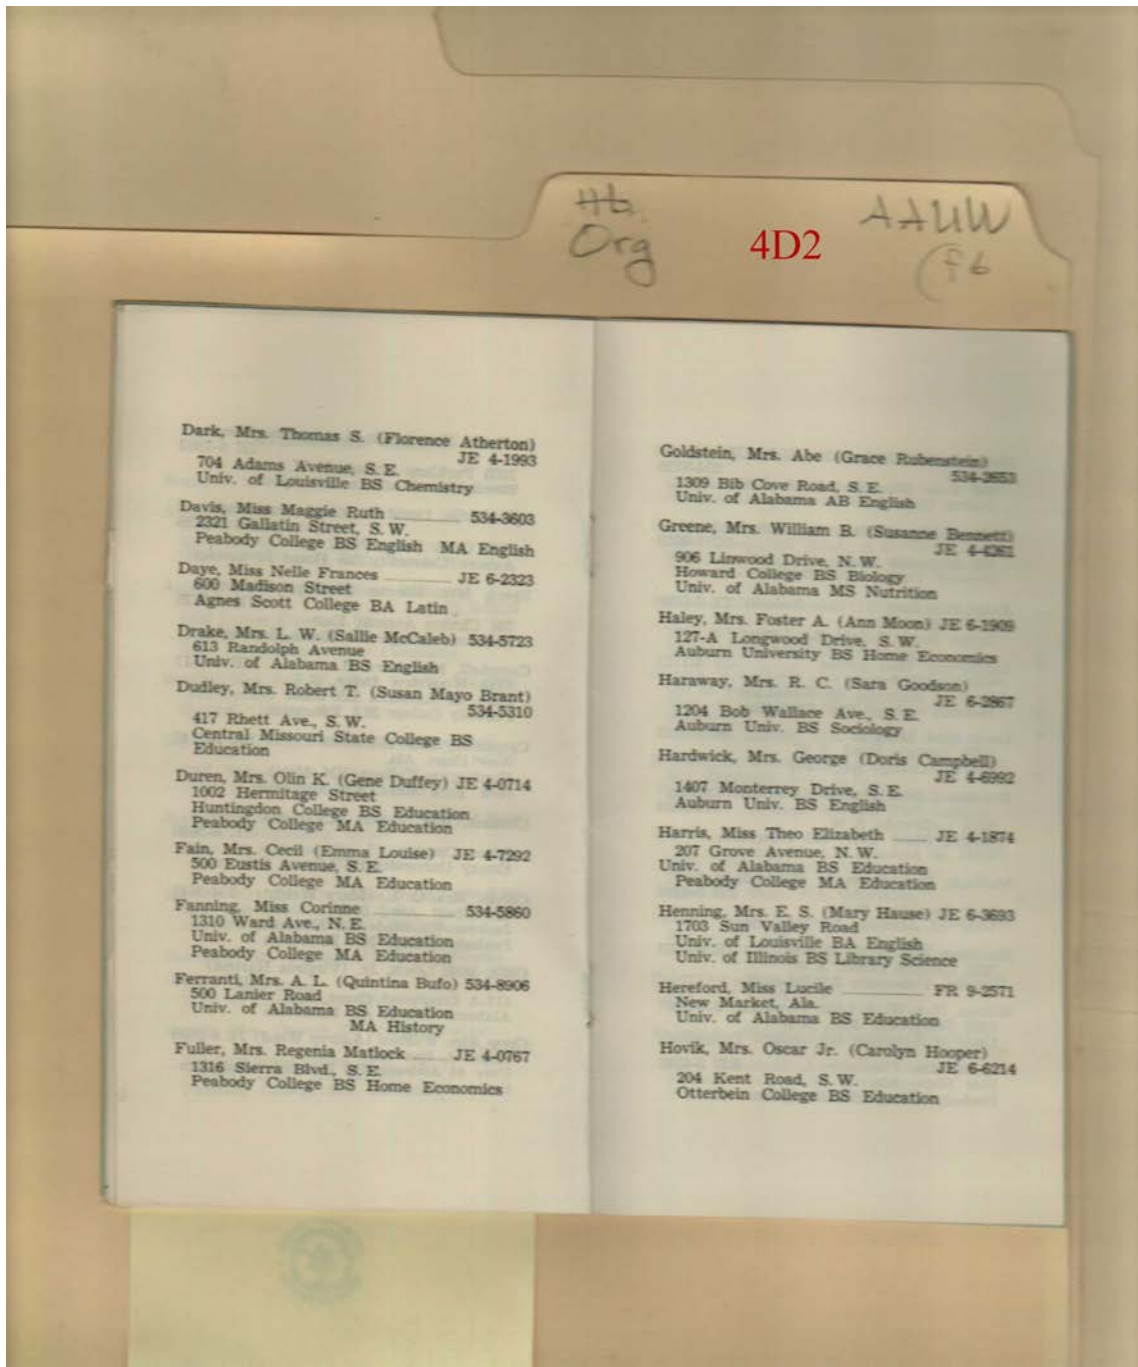 Hb.
Org
4D2
AAUW
f6
Dark, Mrs. Thomas S. (Florence Atherton)
JE 4-1993
704 Adams Avenue, S. E.
Univ. of Louisville BS Chemistry
Davis, Miss Maggie Ruth 534-3603
2321 Gallatin Street, S. W.
Peabody College BS English MA English
Daye, Miss Nelle Frances JE 6-2323
600 Madison Street
Agnes Scott College BA Latin
Drake, Mrs. L. W. (Sallie McCaleb) 534-5723
613 Randolph Avenue
Univ. of Alabama BS English
Dudley, Mrs. Robert T. (Susan Mayo Brant)
534-5310
417 Rhett Ave., S. W.
Central Missouri State College BS
Education
Duren, Mrs. Olin K. (Gene Duffey) JE 4-0714
1002 Hermitage Street
Huntingdon College BS Education
Peabody College MA Education
Fain, Mrs. Cecil (Emma Louise) JE 4-7292
500 Eustis Avenue, S. E.
Peabody College MA Education
Fanning, Miss Corinne 534-5860
1310 Ward Ave., N. E.
Univ. of Alabama BS Education
Peabody College MA Education
Ferranti, Mrs. A. L. (Quintina Bufo) 534-8906
500 Lanier Road
Univ. of Alabama BS Education
MA History
Fuller, Mrs. Regenia Matlock JE 4-0767
1316 Sierra Blvd., S. E.
Peabody College BS Home Economics
Goldstein, Mrs. Abe (Grace Rubenstein)
534-2653
1309 Bib Cove Road, S. E.
Univ. of Alabama AB English
Greene, Mrs. William B. (Susanne Bennett)
JE 4-4261
906 Linwood Drive, N. W.
Howard College BS Biology
Univ. of Alabama MS Nutrition
Haley, Mrs. Foster A. (Ann Moon) JE 6-1909
127-A Longwood Drive, S. W.
Auburn University BS Home Economics
Haraway, Mrs. R. C. (Sara Goodson)
JE 6-2867
1204 Bob Wallace Ave., S. E.
Auburn Univ. BS Sociology
Hardwick, Mrs. George (Doris Campbell)
JE 4-6992
1407 Monterrey Drive, S. E.
Auburn Univ. BS English
Harris, Miss Theo Elizabeth JE 4-1874
207 Grove Avenue, N. W.
Univ. of Alabama BS Education
Peabody College MA Education
Henning, Mrs. E. S. (Mary Hause) JE 6-3693
1703 Sun Valley Road
Univ. of Louisville BA English
Univ. of Illinois BS Library Science
Hereford, Miss Lucile FR 9-2571
New Market, Ala.
Univ. of Alabama BS Education
Hovik, Mrs. Oscar Jr. (Carolyn Hooper)
JE 6-6214
204 Kent Road, S. W.
Otterbein College BS Education